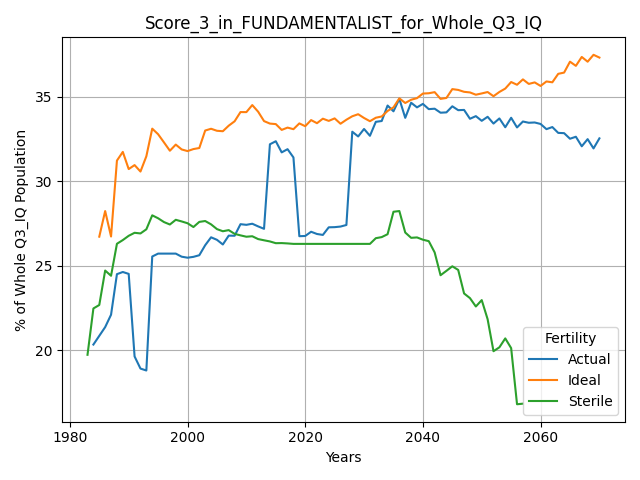 Score_3_in_FUNDAMENTALIST_for_Whole_Q3_IQ
% of Whole Q3_IQ Population
35
30
25
20
1980 2000 2020 2040 2060
Years
Fertility
Actual
Ideal
Sterile